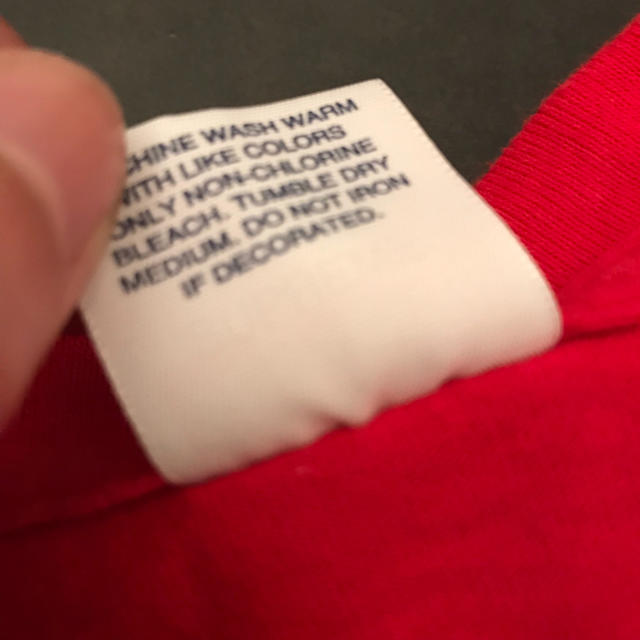 CHINE WASH WARM
WITH LIKE COLORS
ONLY NON-CHLORINE
BLEACH. TUMBLE DRY
MEDIUM. DO NOT IRON
IF DECORATED.